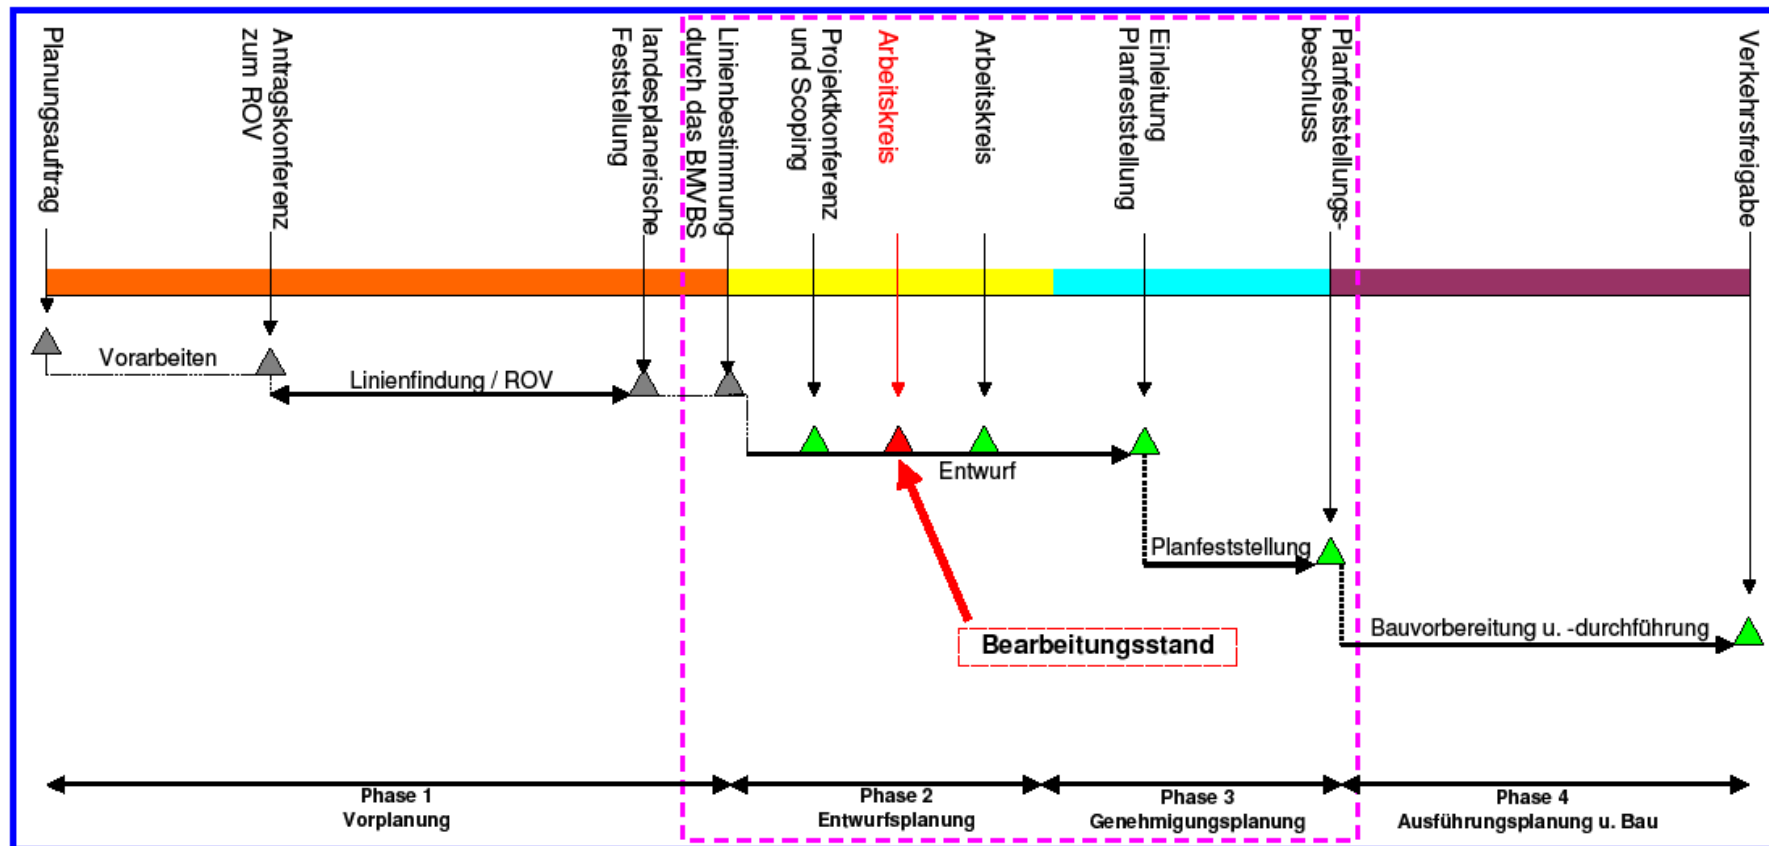 Planungsauftrag
Antragskonferenz
zum ROV
landesplanerische
Feststellung
Linienbestimmung
durch das BMVBS
Projektkonferenz
und Scoping
Arbeitskreis
Arbeitskreis
Einleitung
Planfeststellung
Planfeststellungs-
beschluss
Verkehrsfreigabe
Vorarbeiten
Linienfindung / ROV
Entwurf
Planfeststellung
Bauvorbereitung u. -durchführung
Bearbeitungsstand
Phase 1
Vorplanung
Phase 2
Entwurfsplanung
Phase 3
Genehmigungsplanung
Phase 4
Ausführungsplanung u. Bau